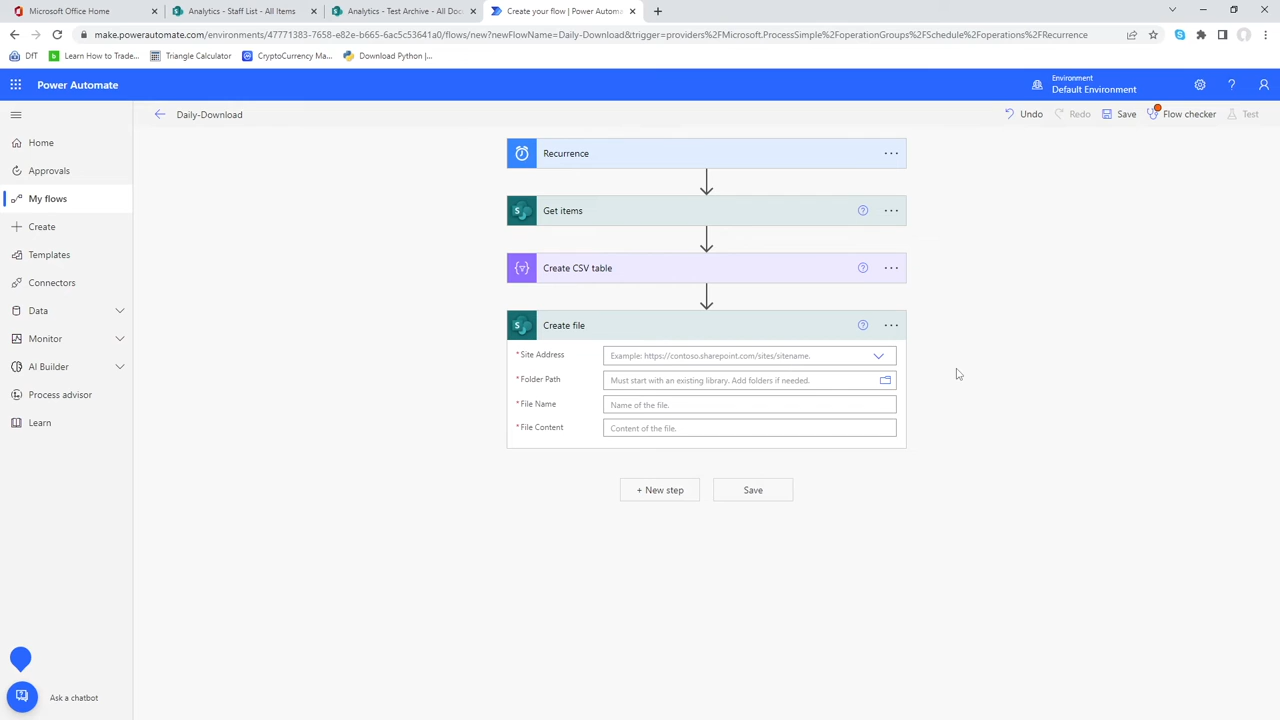 Microsoft Office Home
Analytics - Staff List - All Items
Analytics - Test Archive - All Doc
Create your flow | Power Automa
make.powerautomate.com/environments/47771383-7658-e82e-b665-6ac5c53641a0/flows/new?newFlowName=Daily-Download&trigger=providers%2FMicrosoft.ProcessSimple%2FoperationGroups%2FSchedule%2Foperations%2FRecurrence
DfT
Learn How to Trade...
Triangle Calculator
CryptoCurrency Ma...
Download Python |...
Power Automate
Environment
Default Environment
Daily-Download
Undo
Redo
Save
Flow checker
Test
Home
Approvals
My flows
Create
Templates
Connectors
Data
Monitor
AI Builder
Process advisor
Learn
Recurrence
Get items
Create CSV table
Create file
*Site Address
Example: https://contoso.sharepoint.com/sites/sitename.
*Folder Path
Must start with an existing library. Add folders if needed.
*File Name
Name of the file.
*File Content
Content of the file.
+ New step
Save
Ask a chatbot